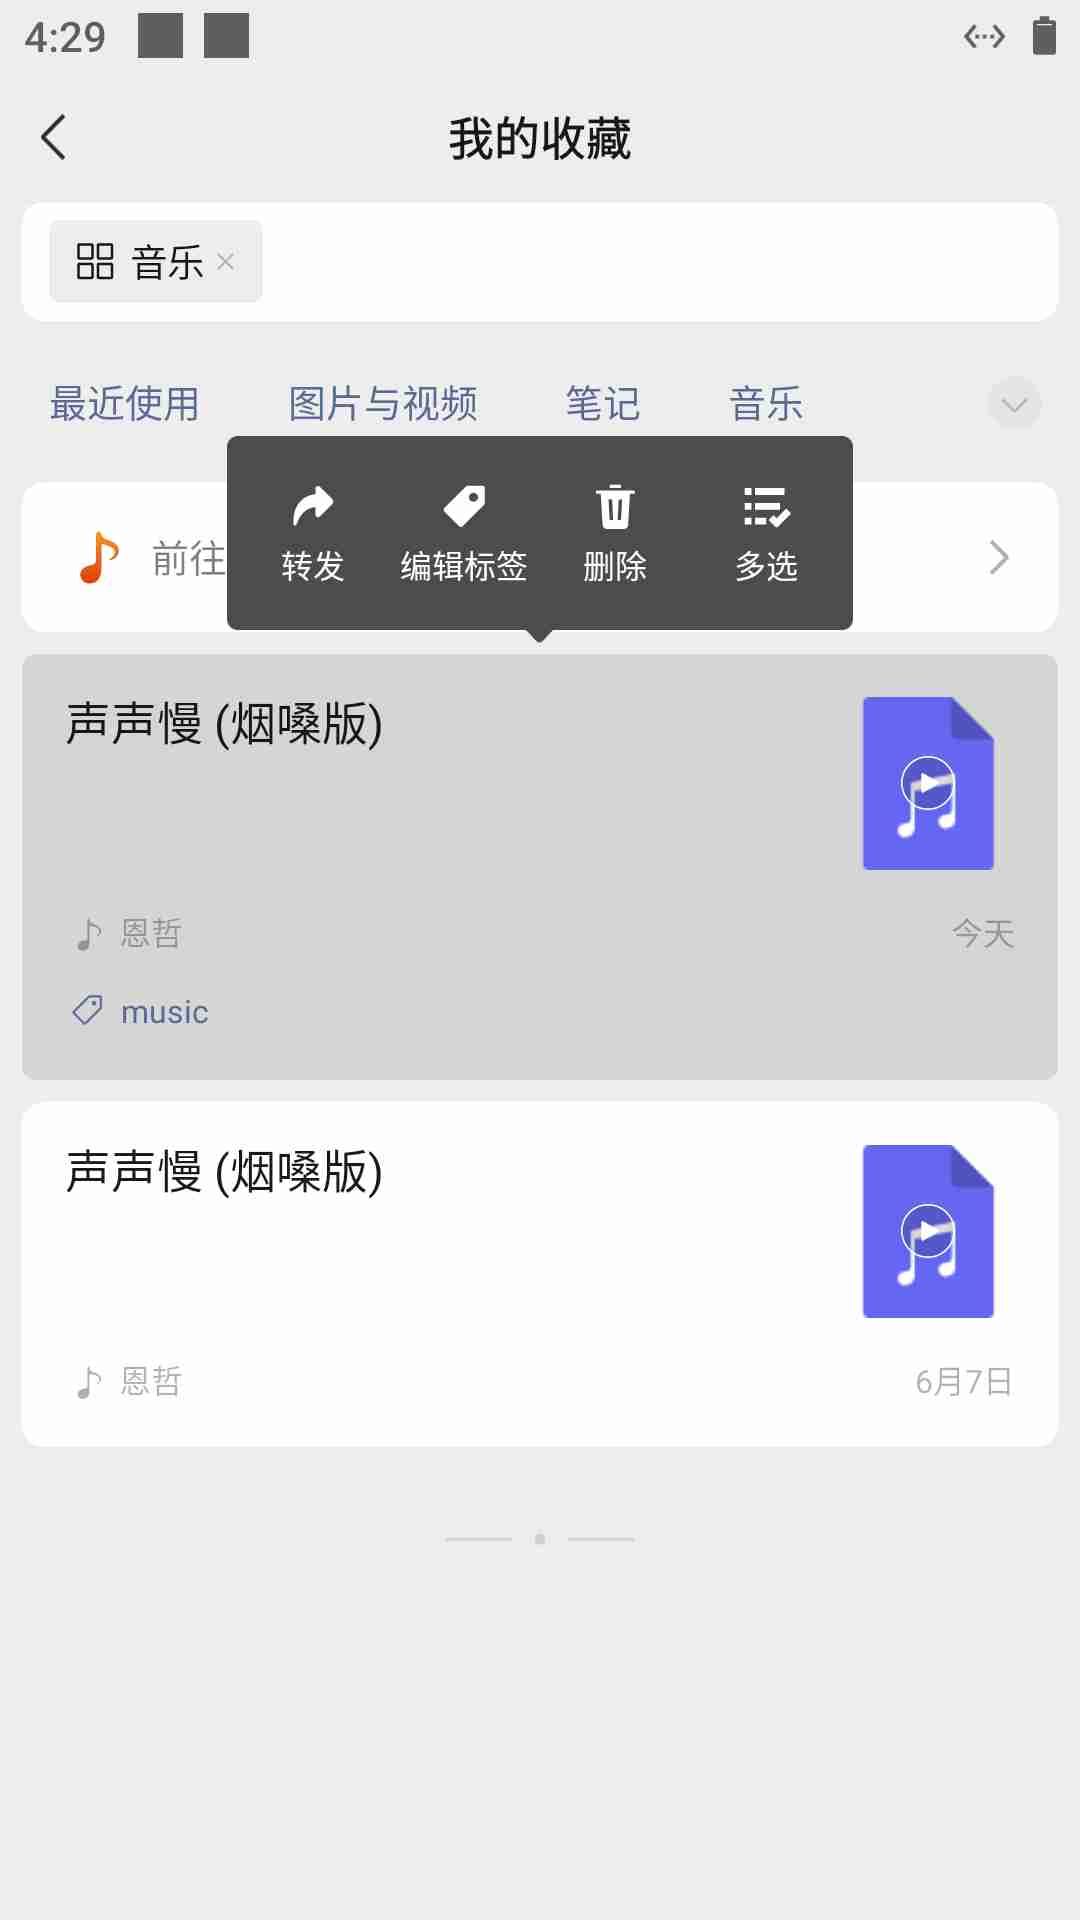 4:29
我的收藏
音乐
最近使用 图片与视频 笔记 音乐
转发 编辑标签 删除 多选
前往
声声慢 (烟嗓版)
恩哲 今天
music
声声慢 (烟嗓版)
恩哲 6月7日